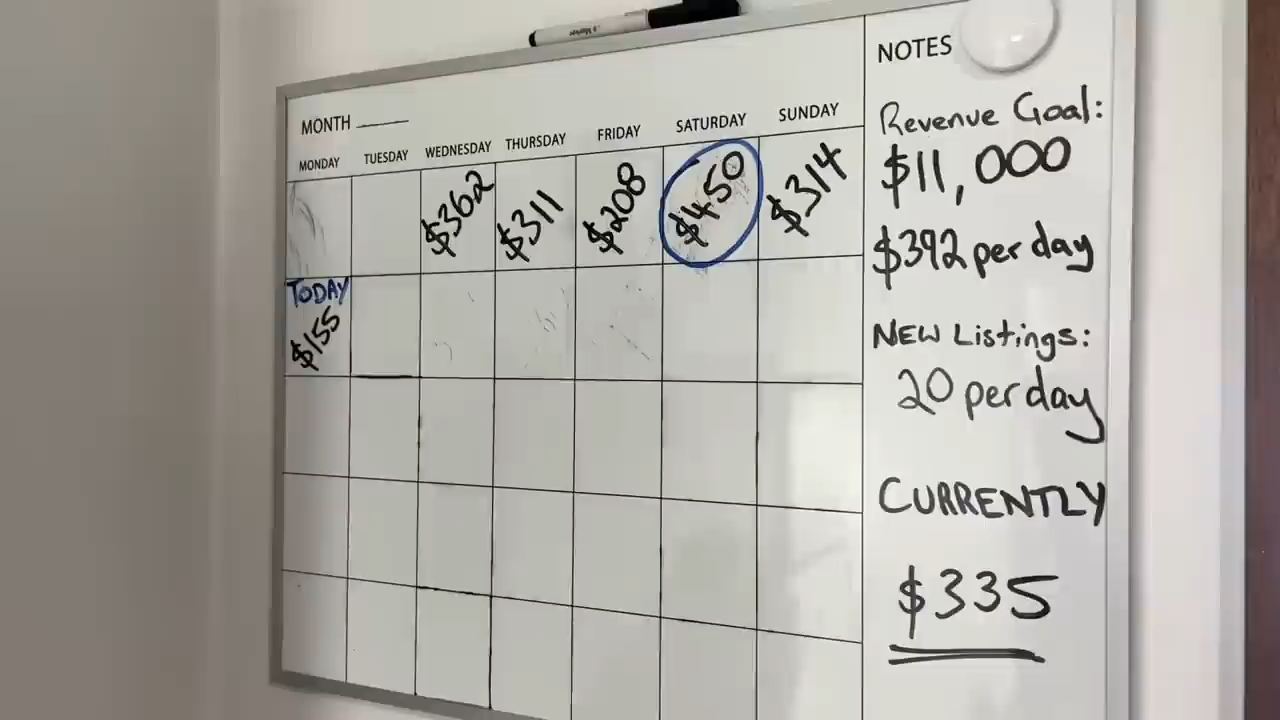 MONTH
MONDAY TUESDAY WEDNESDAY THURSDAY FRIDAY SATURDAY SUNDAY
$362 $311 $208 $450 $314
TODAY
$155
NOTES
Revenue Goal:
$11,000
$392 per day
NEW Listings:
20 per day
CURRENTLY
$335